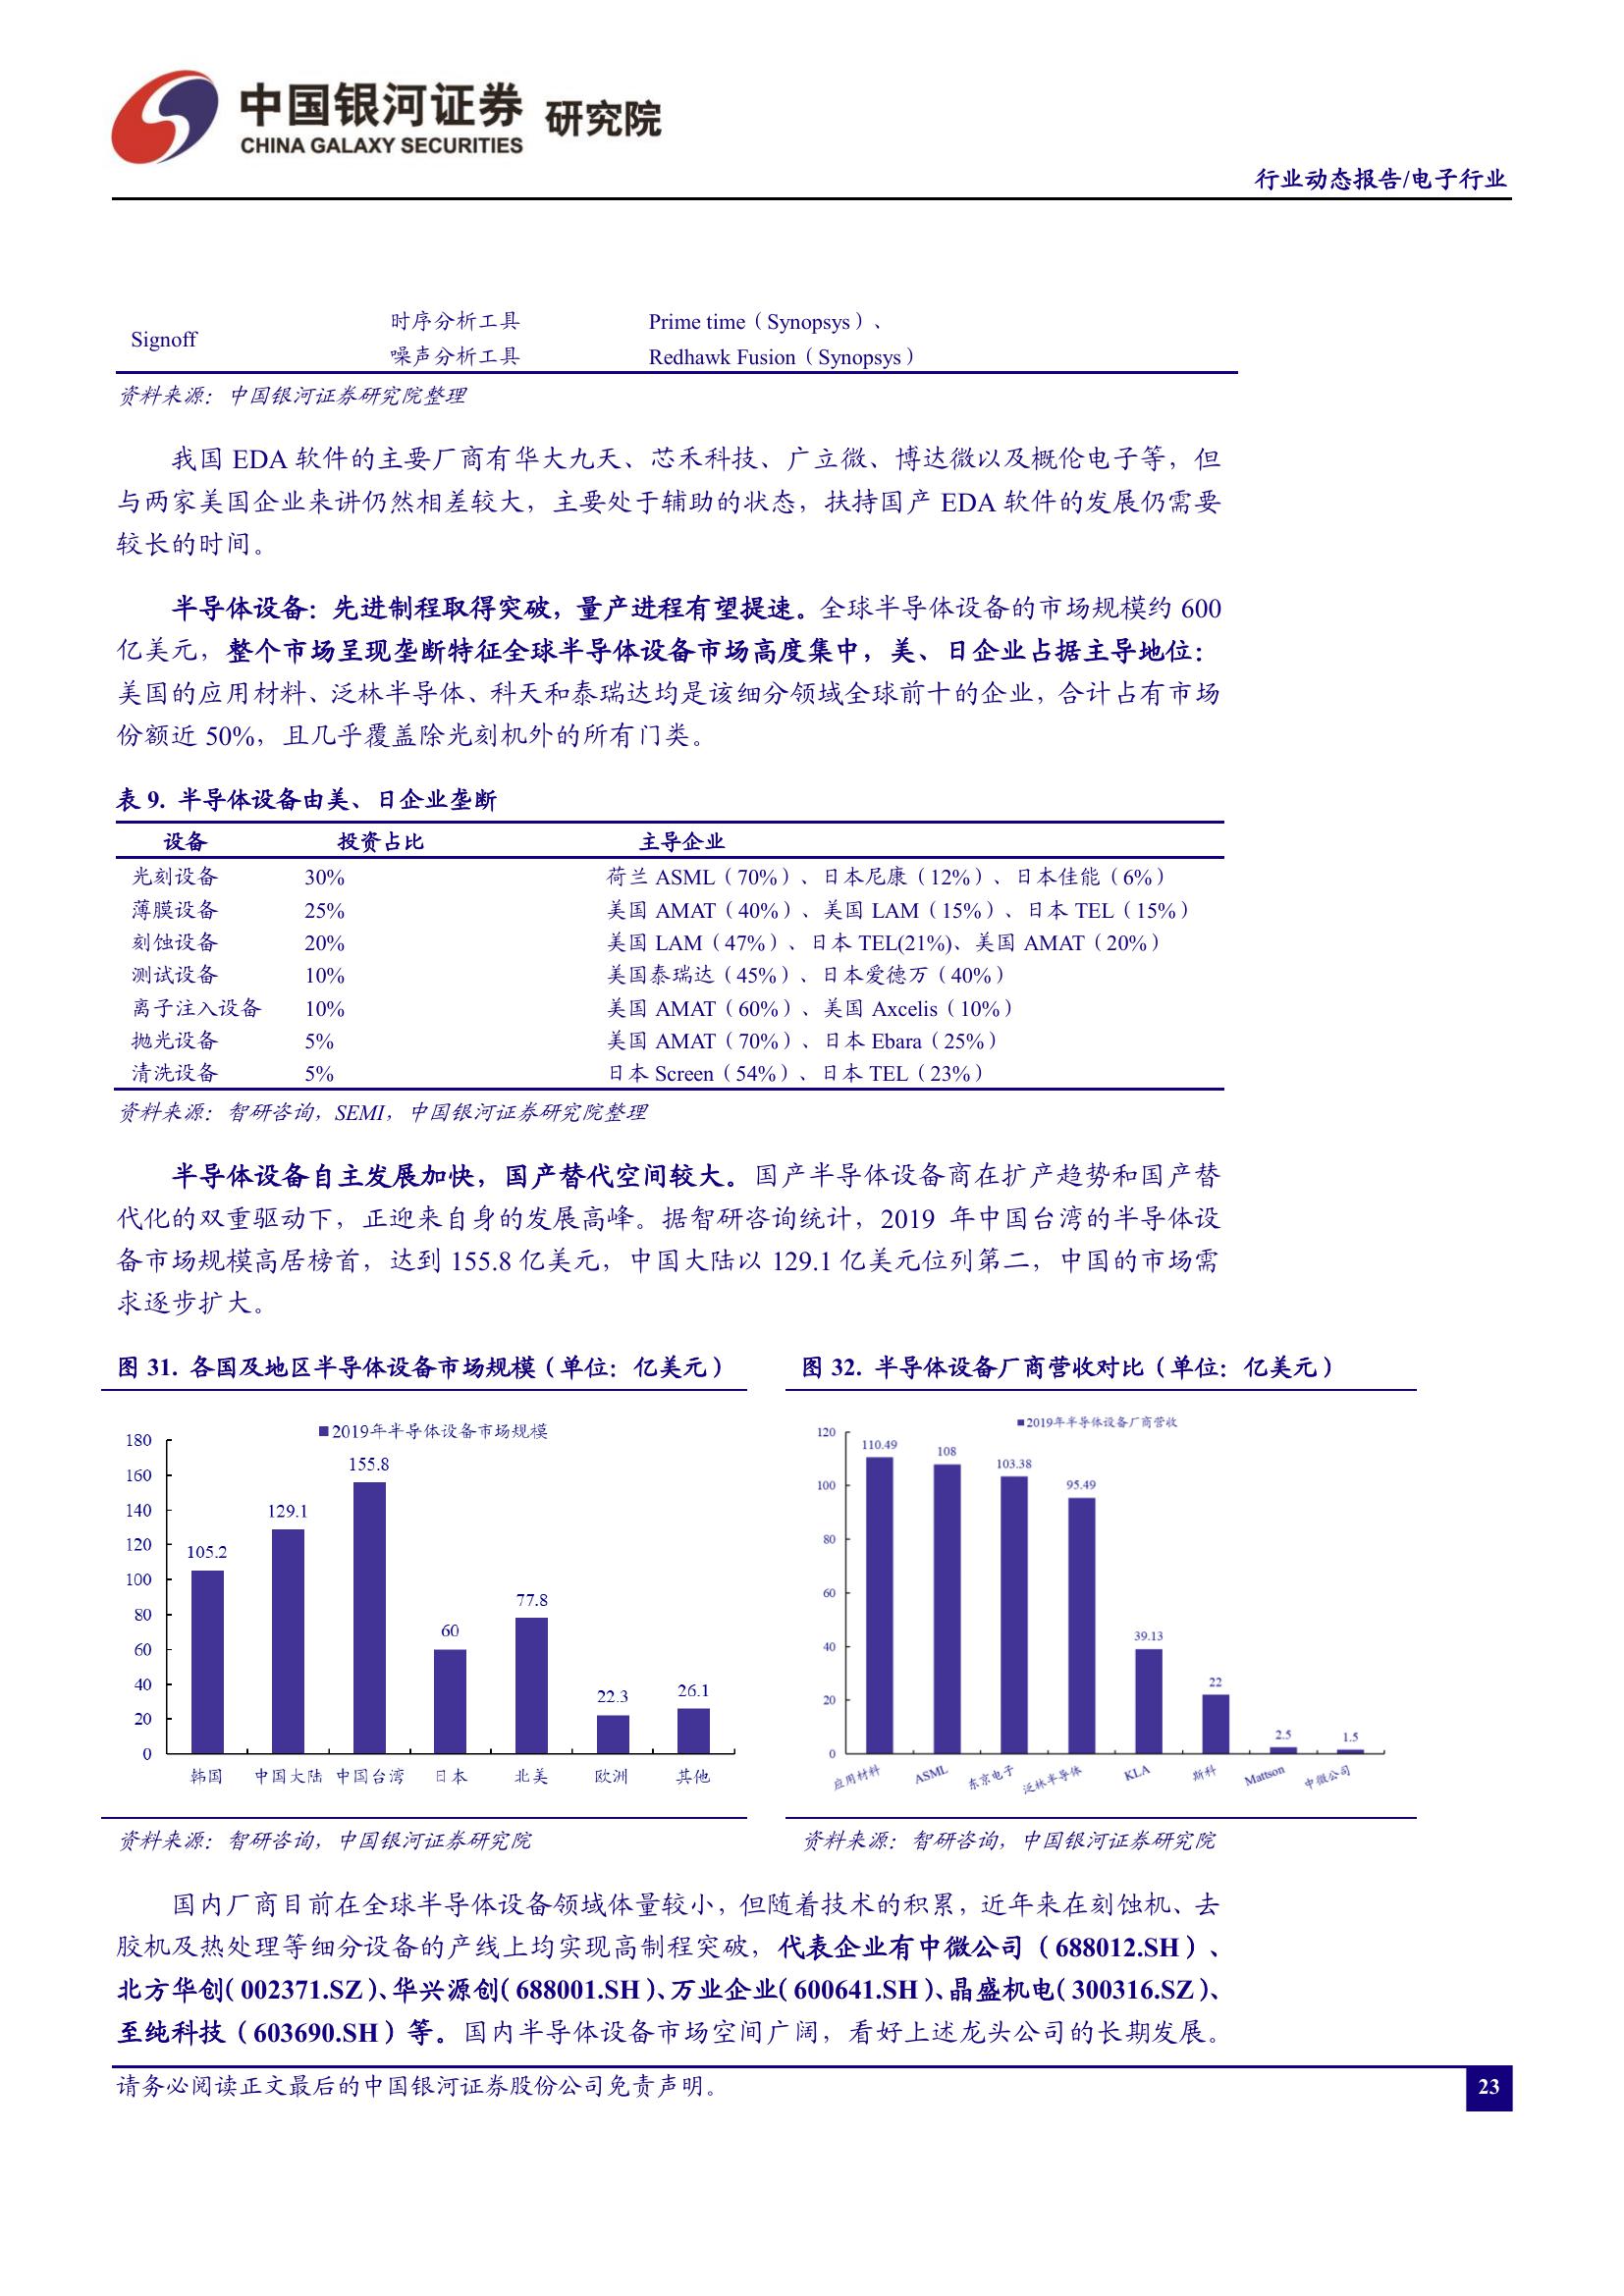 中国银河证券 研究院
CHINA GALAXY SECURITIES
行业动态报告/电子行业
Signoff
时序分析工具 Prime time（Synopsys）、
噪声分析工具 Redhawk Fusion（Synopsys）
资料来源：中国银河证券研究院整理
我国 EDA 软件的主要厂商有华大九天、芯禾科技、广立微、博达微以及概伦电子等，但
与两家美国企业来讲仍然相差较大，主要处于辅助的状态，扶持国产 EDA 软件的发展仍需要
较长的时间。
半导体设备：先进制程取得突破，量产进程有望提速。全球半导体设备的市场规模约 600
亿美元，整个市场呈现垄断特征全球半导体设备市场高度集中，美、日企业占据主导地位：
美国的应用材料、泛林半导体、科天和泰瑞达均是该细分领域全球前十的企业，合计占有市场
份额近 50%，且几乎覆盖除光刻机外的所有门类。
表 9. 半导体设备由美、日企业垄断
设备 投资占比 主导企业
光刻设备 30% 荷兰 ASML（70%）、日本尼康（12%）、日本佳能（6%）
薄膜设备 25% 美国 AMAT（40%）、美国 LAM（15%）、日本 TEL（15%）
刻蚀设备 20% 美国 LAM（47%）、日本 TEL(21%)、美国 AMAT（20%）
测试设备 10% 美国泰瑞达（45%）、日本爱德万（40%）
离子注入设备 10% 美国 AMAT（60%）、美国 Axcelis（10%）
抛光设备 5% 美国 AMAT（70%）、日本 Ebara（25%）
清洗设备 5% 日本 Screen（54%）、日本 TEL（23%）
资料来源：智研咨询，SEMI，中国银河证券研究院整理
半导体设备自主发展加快，国产替代空间较大。国产半导体设备商在扩产趋势和国产替
代化的双重驱动下，正迎来自身的发展高峰。据智研咨询统计，2019 年中国台湾的半导体设
备市场规模高居榜首，达到 155.8 亿美元，中国大陆以 129.1 亿美元位列第二，中国的市场需
求逐步扩大。
图 31. 各国及地区半导体设备市场规模（单位：亿美元）
2019年半导体设备市场规模
180
160
140
120
100
80
60
40
20
0
105.2
129.1
155.8
60
77.8
22.3
26.1
韩国 中国大陆 中国台湾 日本 北美 欧洲 其他
资料来源：智研咨询，中国银河证券研究院
图 32. 半导体设备厂商营收对比（单位：亿美元）
2019年半导体设备厂商营收
120
100
80
60
40
20
0
110.49
108
103.38
95.49
39.13
22
2.5
1.5
应用材料 ASML 东京电子 泛林半导体 KLA 斯科 Mattson 中微公司
资料来源：智研咨询，中国银河证券研究院
国内厂商目前在全球半导体设备领域体量较小，但随着技术的积累，近年来在刻蚀机、去
胶机及热处理等细分设备的产线上均实现高制程突破，代表企业有中微公司（688012.SH）、
北方华创（002371.SZ）、华兴源创（688001.SH）、万业企业（600641.SH）、晶盛机电（300316.SZ）、
至纯科技（603690.SH）等。国内半导体设备市场空间广阔，看好上述龙头公司的长期发展。
请务必阅读正文最后的中国银河证券股份公司免责声明。
23